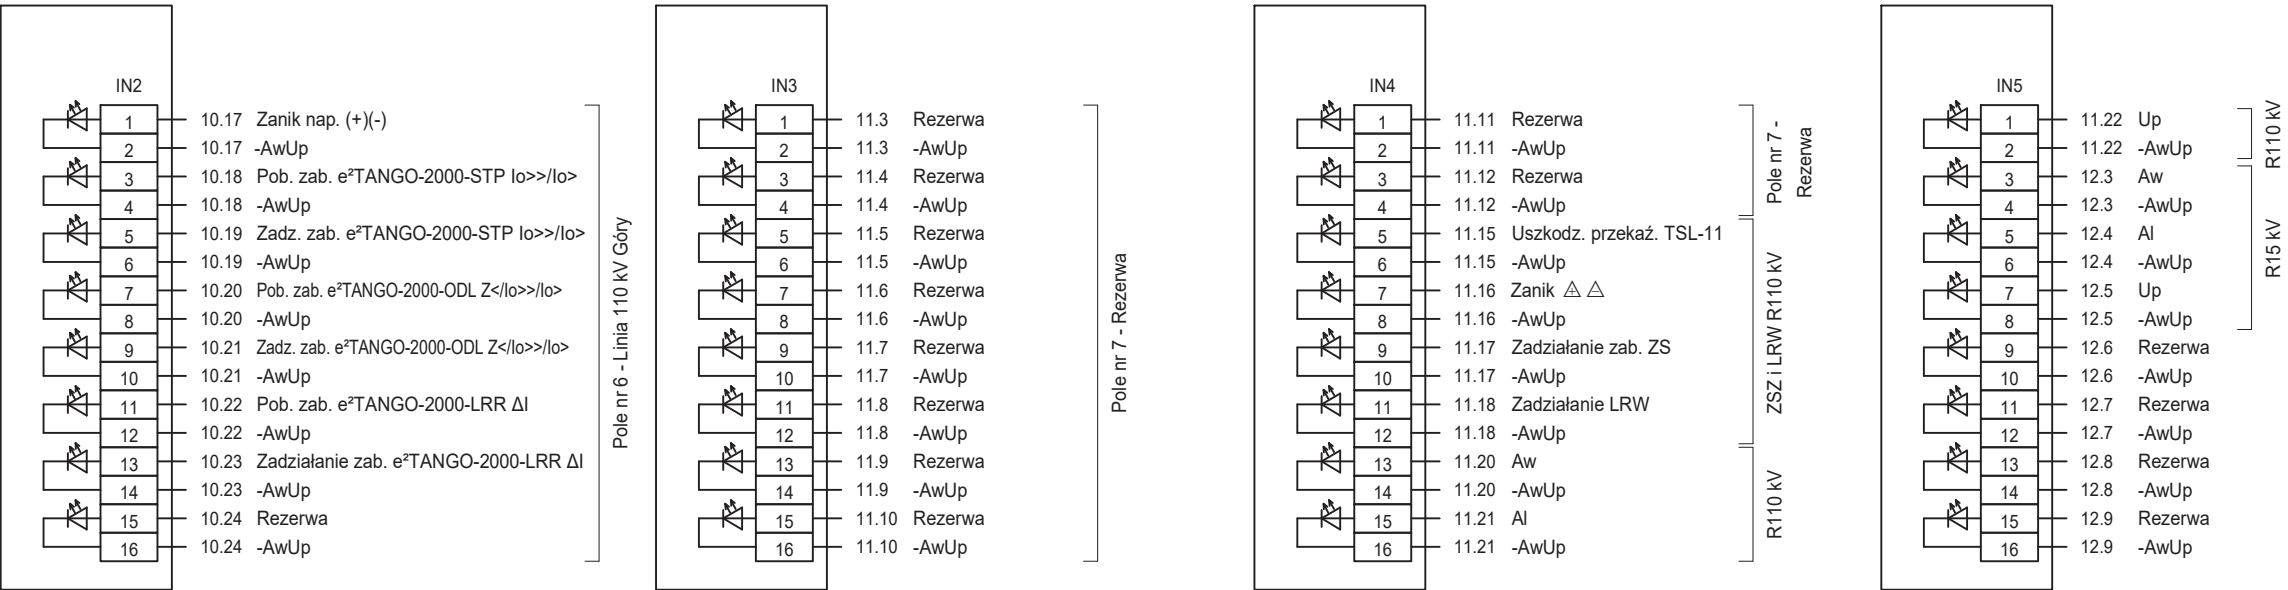 IN2
1 10.17 Zanik nap. (+)(-)
2 10.17 -AwUp
3 10.18 Pob. zab. e²TANGO-2000-STP Io>>/Io>
4 10.18 -AwUp
5 10.19 Zadz. zab. e²TANGO-2000-STP Io>>/Io>
6 10.19 -AwUp
7 10.20 Pob. zab. e²TANGO-2000-ODL Z</Io>>/Io>
8 10.20 -AwUp
9 10.21 Zadz. zab. e²TANGO-2000-ODL Z</Io>>/Io>
10 10.21 -AwUp
11 10.22 Pob. zab. e²TANGO-2000-LRR ΔI
12 10.22 -AwUp
13 10.23 Zadziałanie zab. e²TANGO-2000-LRR ΔI
14 10.23 -AwUp
15 10.24 Rezerwa
16 10.24 -AwUp
Pole nr 6 - Linia 110 kV Góry
IN3
1 11.3 Rezerwa
2 11.3 -AwUp
3 11.4 Rezerwa
4 11.4 -AwUp
5 11.5 Rezerwa
6 11.5 -AwUp
7 11.6 Rezerwa
8 11.6 -AwUp
9 11.7 Rezerwa
10 11.7 -AwUp
11 11.8 Rezerwa
12 11.8 -AwUp
13 11.9 Rezerwa
14 11.9 -AwUp
15 11.10 Rezerwa
16 11.10 -AwUp
Pole nr 7 - Rezerwa
IN4
1 11.11 Rezerwa
2 11.11 -AwUp
3 11.12 Rezerwa
4 11.12 -AwUp
5 11.15 Uszkodz. przekaź. TSL-11
6 11.15 -AwUp
7 11.16 Zanik
8 11.16 -AwUp
9 11.17 Zadziałanie zab. ZS
10 11.17 -AwUp
11 11.18 Zadziałanie LRW
12 11.18 -AwUp
13 11.20 Aw
14 11.20 -AwUp
15 11.21 Al
16 11.21 -AwUp
Pole nr 7 -
Rezerwa
ZSZ i LRW R110 kV
R110 kV
IN5
1 11.22 Up
2 11.22 -AwUp
3 12.3 Aw
4 12.3 -AwUp
5 12.4 Al
6 12.4 -AwUp
7 12.5 Up
8 12.5 -AwUp
9 12.6 Rezerwa
10 12.6 -AwUp
11 12.7 Rezerwa
12 12.7 -AwUp
13 12.8 Rezerwa
14 12.8 -AwUp
15 12.9 Rezerwa
16 12.9 -AwUp
R110 kV
R15 kV